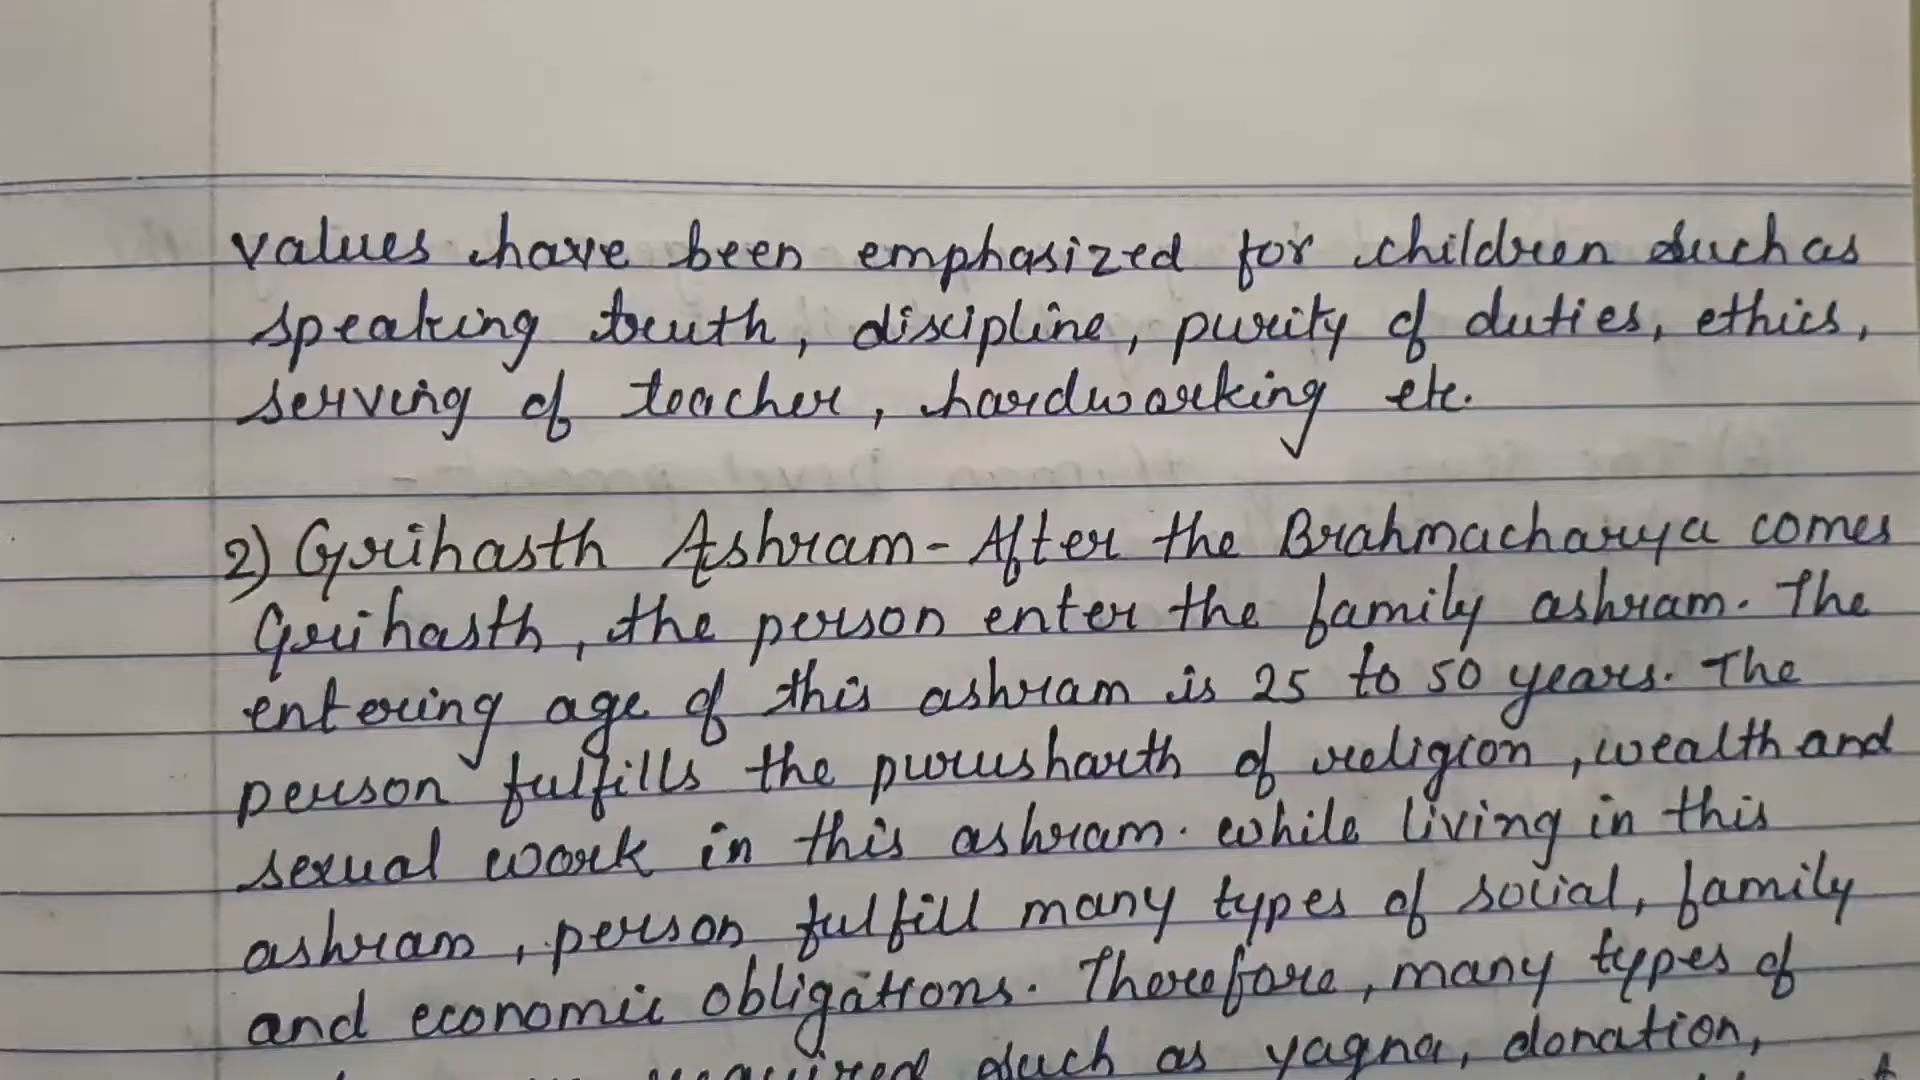 values have been emphasized for children such as
speaking truth, discipline, purity of duties, ethics,
serving of teacher, hardworking etc.
2) Grihasth Ashram - After the Brahmacharya comes
Grihasth, the person enter the family ashram. The
entering age of this ashram is 25 to 50 years. The
person fulfills the purusharth of religion, wealth and
sexual work in this ashram. While living in this
ashram, person fulfill many types of social, family
and economic obligations. Therefore, many types of
required such as yagna, donation,